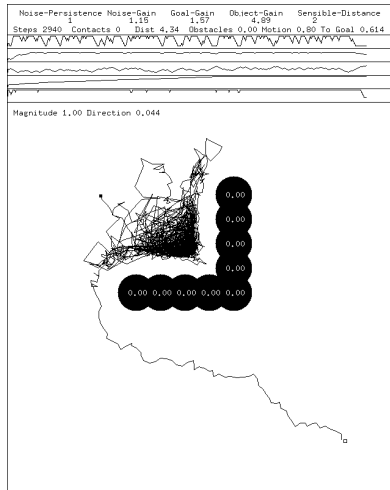 Noise-Persistence Noise-Gain Goal-Gain Object-Gain Sensible-Distance
1 1.15 1.57 4.89 2
Steps 2940 Contacts 0 Dist 4.34 Obstacles 0.00 Motion 0.80 To Goal 0.614
Magnitude 1.00 Direction 0.044
0.00
0.00
0.00
0.00
0.00 0.00 0.00 0.00 0.00